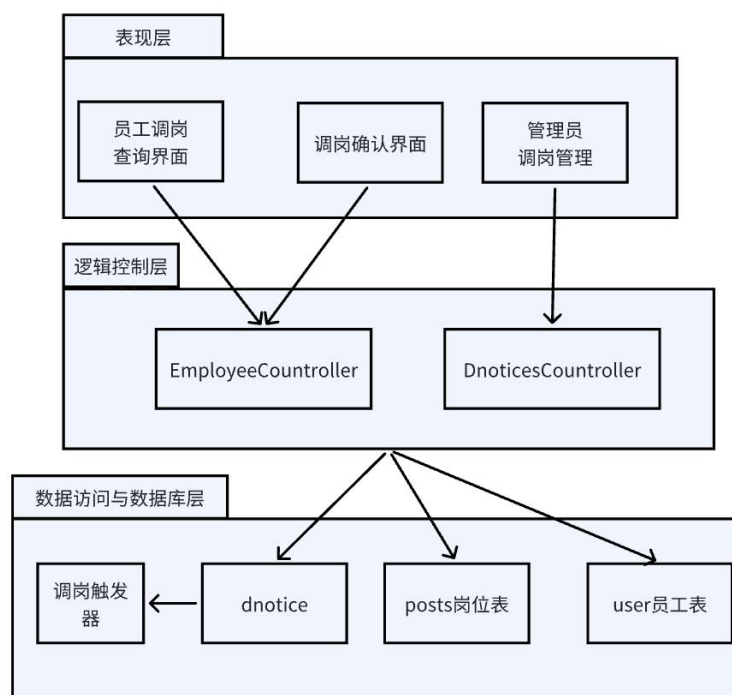 表现层
员工调岗
查询界面
调岗确认界面
管理员
调岗管理
逻辑控制层
EmployeeCountroller
DnoticesCountroller
数据访问与数据库层
调岗触发
器
dnotice
posts岗位表
user员工表